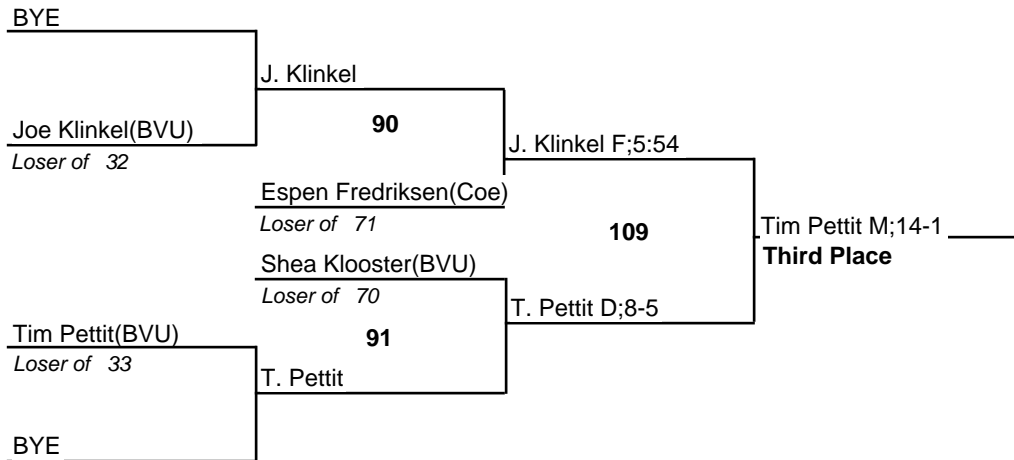 BYE
J. Klinkel
90
Joe Klinkel(BVU)
Loser of 32
J. Klinkel F;5:54
Espen Fredriksen(Coe)
Loser of 71
109
Tim Pettit M;14-1
Third Place
Shea Klooster(BVU)
Loser of 70
T. Pettit D;8-5
Tim Pettit(BVU)
Loser of 33
91
T. Pettit
BYE